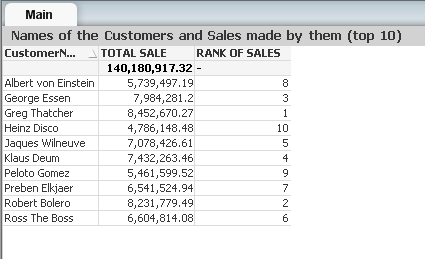 Main
Names of the Customers and Sales made by them (top 10)
CustomerN... TOTAL SALE RANK OF SALES
140,180,917.32 -
Albert von Einstein 5,739,497.19 8
George Essen 7,984,281.2 3
Greg Thatcher 8,452,670.27 1
Heinz Disco 4,786,148.48 10
Jaques Wilneuve 7,078,426.61 5
Klaus Deum 7,432,263.46 4
Peloto Gomez 5,461,599.52 9
Preben Elkjaer 6,541,524.94 7
Robert Bolero 8,231,779.49 2
Ross The Boss 6,604,814.08 6